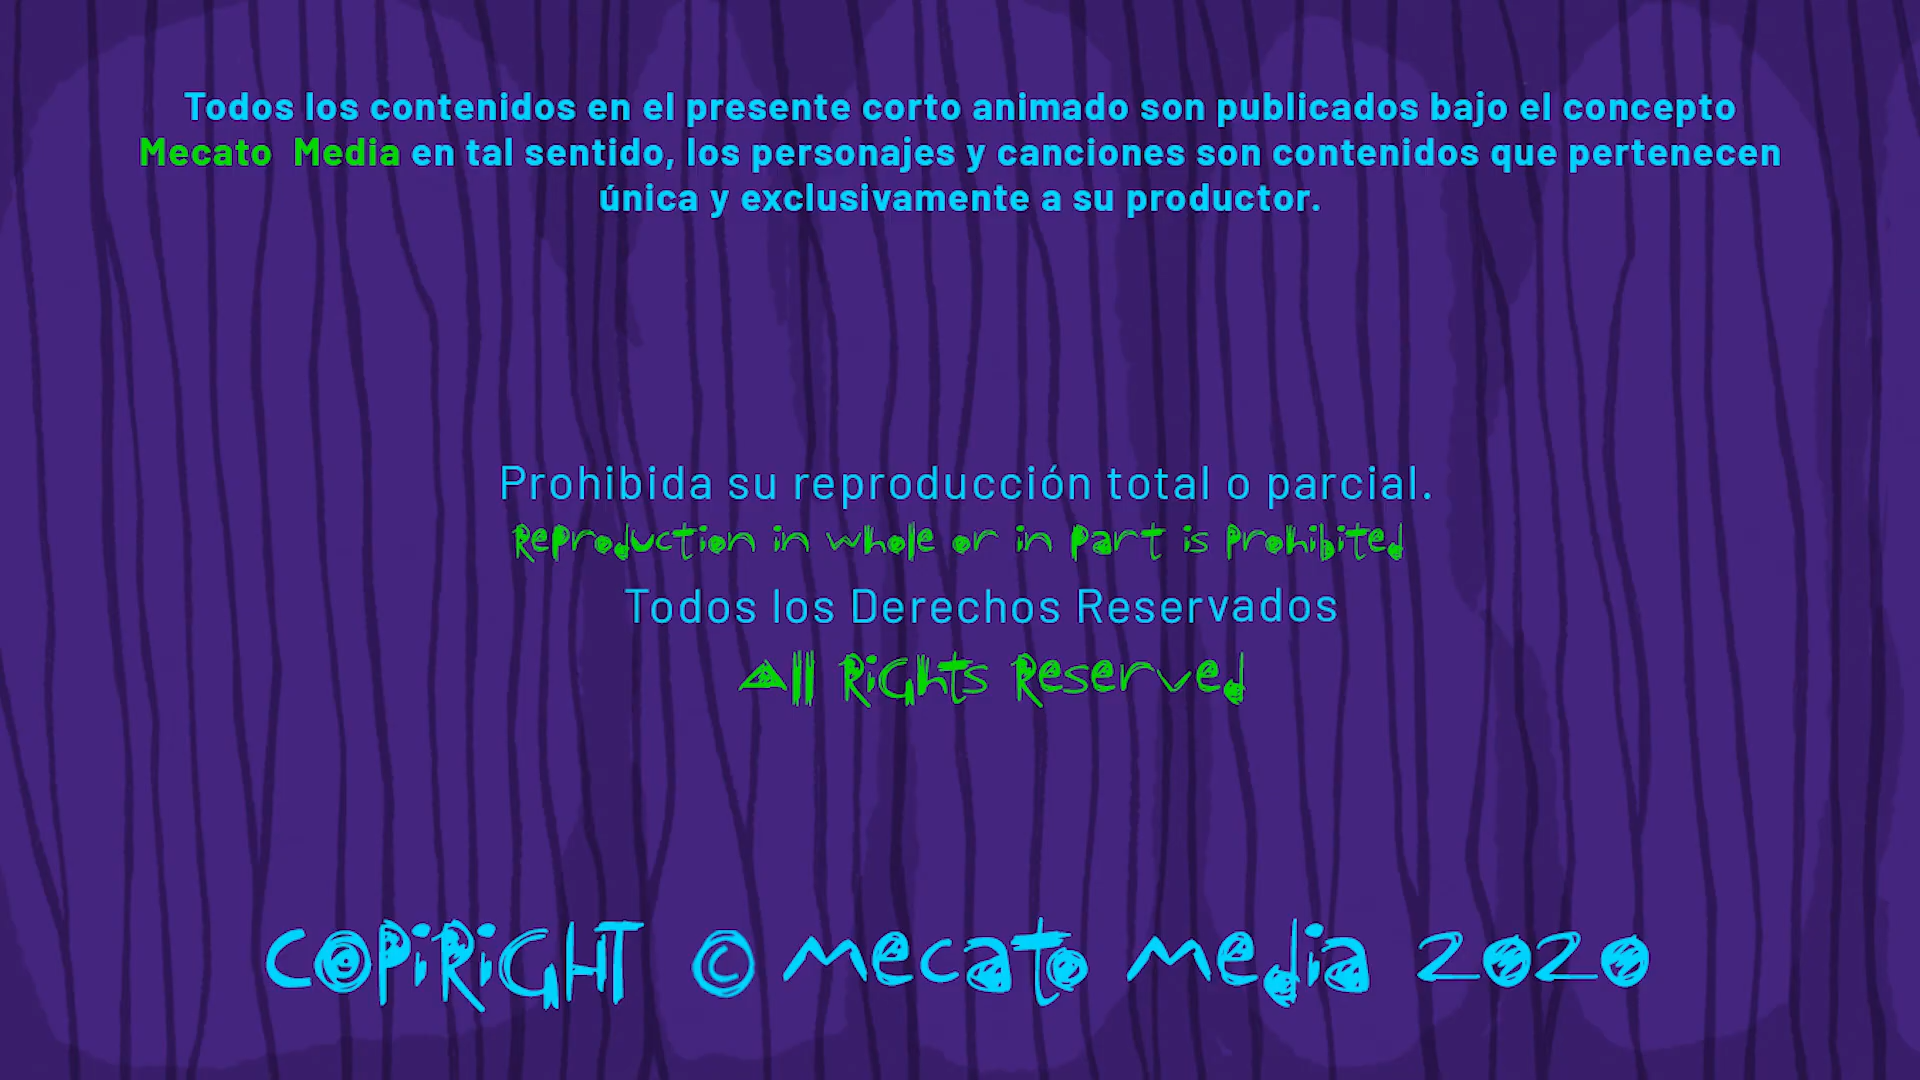 Todos los contenidos en el presente corto animado son publicados bajo el concepto
Mecato Media en tal sentido, los personajes y canciones son contenidos que pertenecen
única y exclusivamente a su productor.
Prohibida su reproducción total o parcial.
Reproduction in whole or in part is prohibited
Todos los Derechos Reservados
All Rights Reserved
COPIRIGHT © mecato media 2020